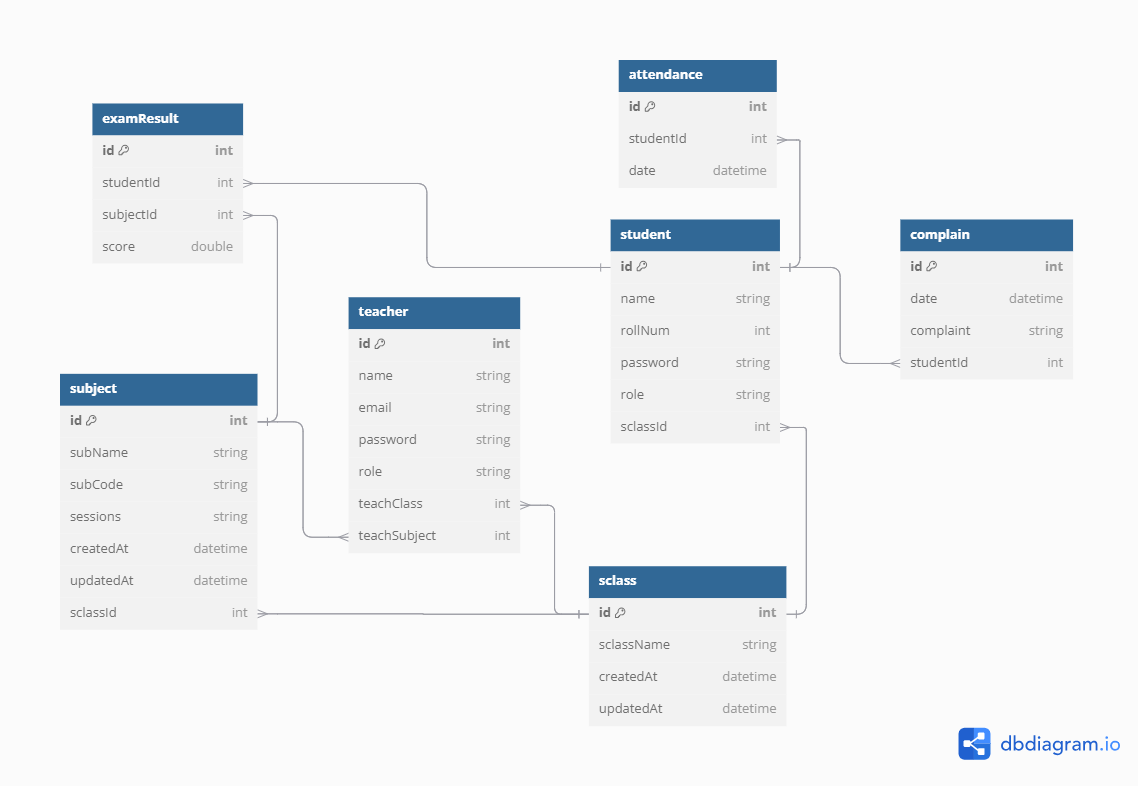 attendance
id int
studentId int
date datetime
examResult
id int
studentId int
subjectId int
score double
student
id int
name string
rollNum int
password string
role string
sclassId int
complain
id int
date datetime
complaint string
studentId int
teacher
id int
name string
email string
password string
role string
teachClass int
teachSubject int
subject
id int
subName string
subCode string
sessions string
createdAt datetime
updatedAt datetime
sclassId int
sclass
id int
sclassName string
createdAt datetime
updatedAt datetime
dbdiagram.io